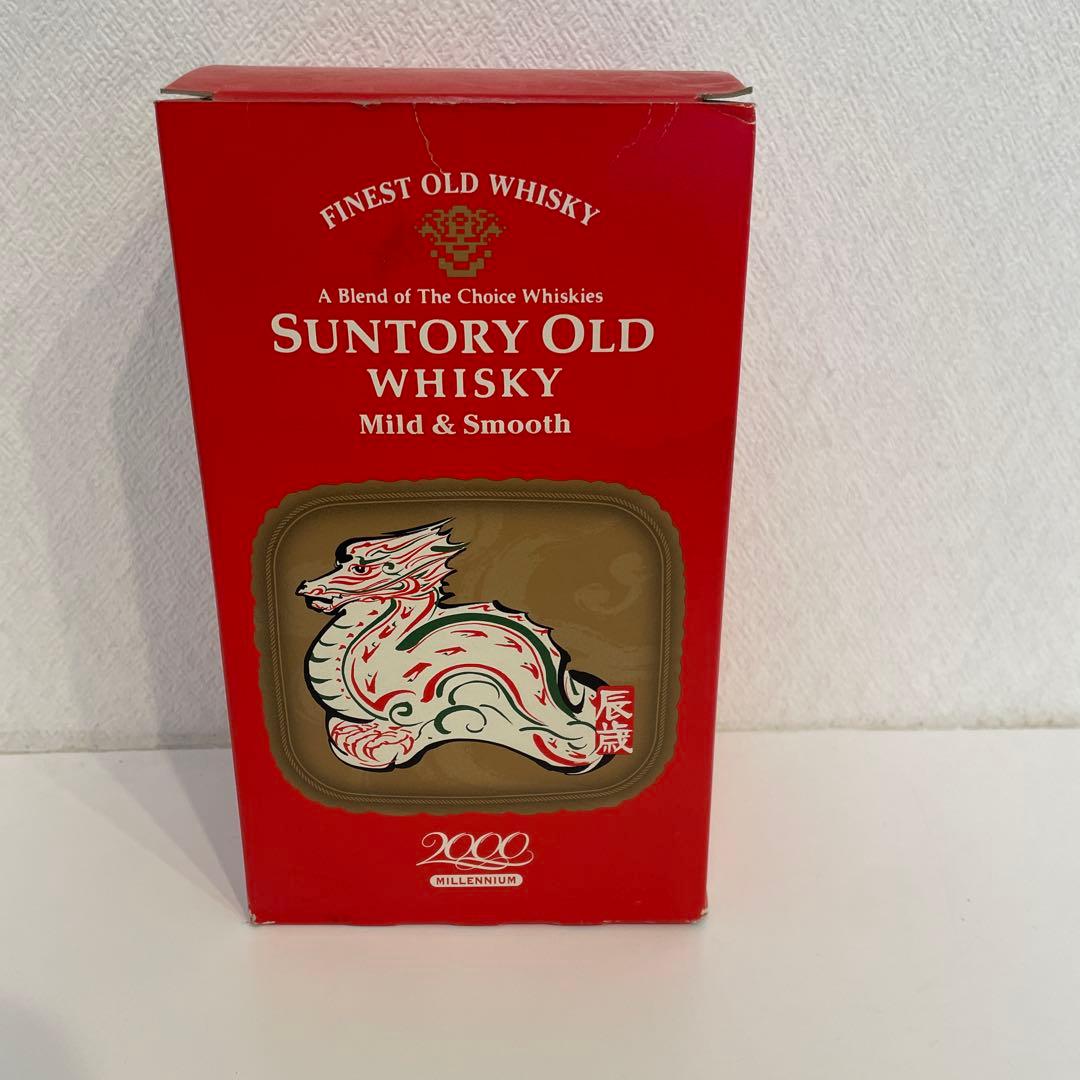 FINEST OLD WHISKY
A Blend of The Choice Whiskies
SUNTORY OLD
WHISKY
Mild & Smooth
辰歳
2000
MILLENNIUM